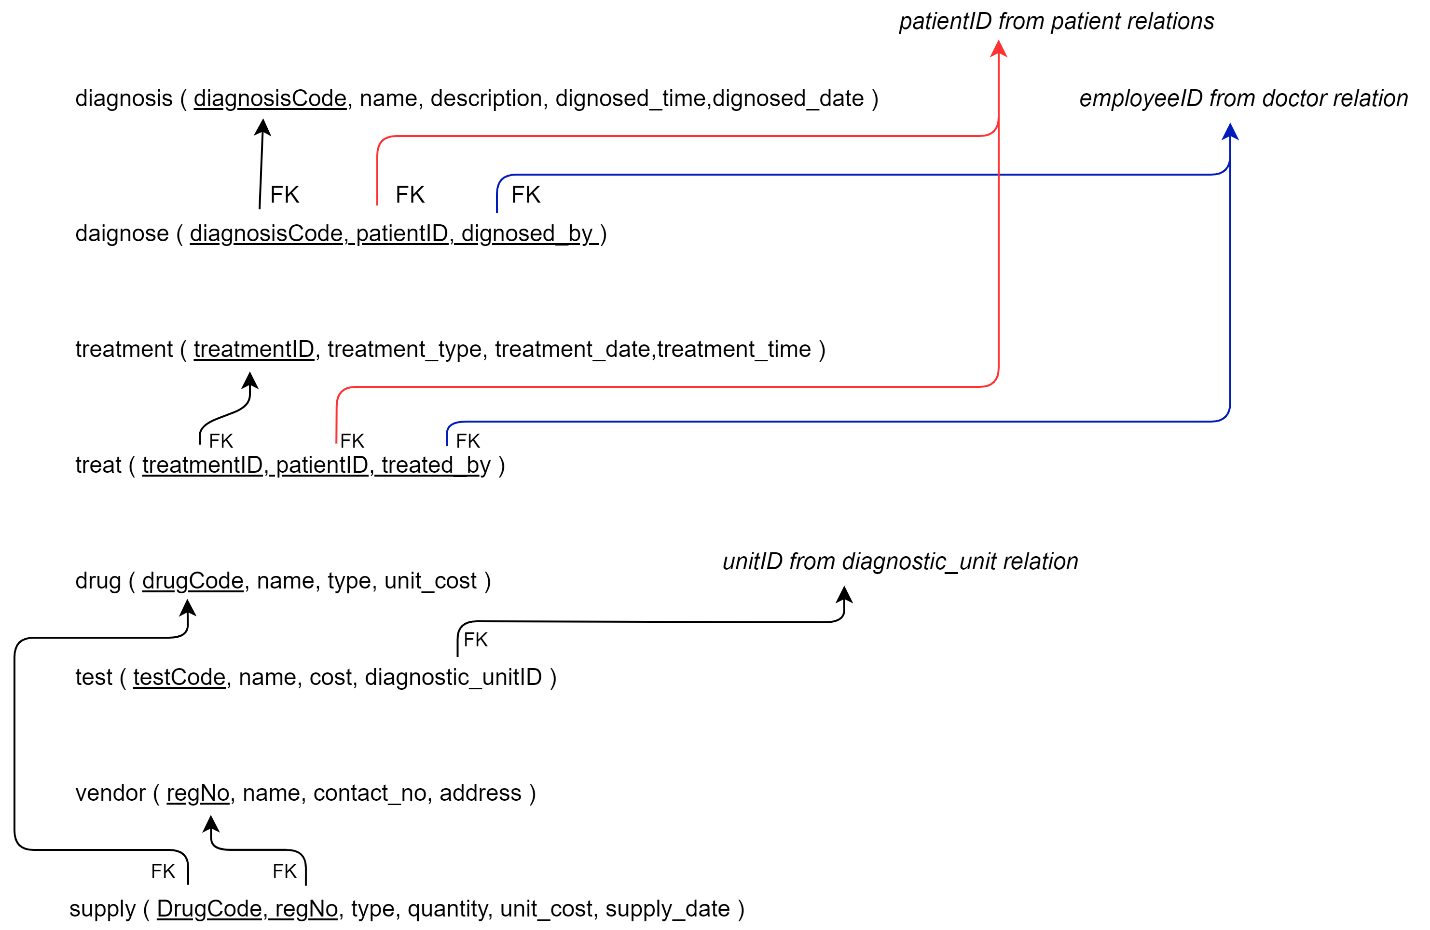 patientID from patient relations
diagnosis ( diagnosisCode, name, description, dignosed_time,dignosed_date )
employeeID from doctor relation
FK FK FK
daignose ( diagnosisCode, patientID, dignosed_by )
treatment ( treatmentID, treatment_type, treatment_date,treatment_time )
FK FK FK
treat ( treatmentID, patientID, treated_by )
unitID from diagnostic_unit relation
drug ( drugCode, name, type, unit_cost )
FK
test ( testCode, name, cost, diagnostic_unitID )
vendor ( regNo, name, contact_no, address )
FK FK
supply ( DrugCode, regNo, type, quantity, unit_cost, supply_date )